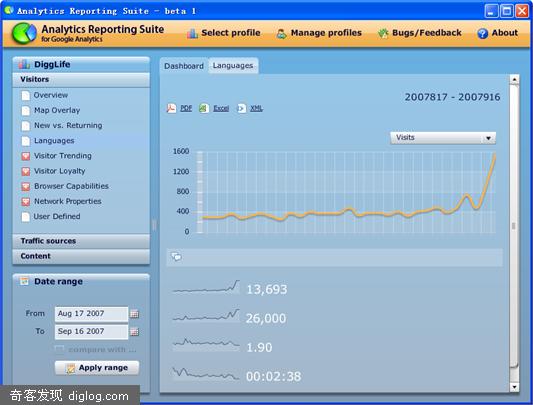 Analytics Reporting Suite - beta 1
Analytics Reporting Suite
for Google Analytics
Select profile
Manage profiles
Bugs/Feedback
About
DiggLife
Visitors
Overview
Map Overlay
New vs. Returning
Languages
Visitor Trending
Visitor Loyalty
Browser Capabilities
Network Properties
User Defined
Traffic sources
Content
Date range
From Aug 17 2007
To Sep 16 2007
compare with ...
Apply range
Dashboard
Languages
2007817 - 2007916
PDF
Excel
XML
Visits
1600
1200
800
400
0
13,693
26,000
1.90
00:02:38
奇客发现 diglog.com